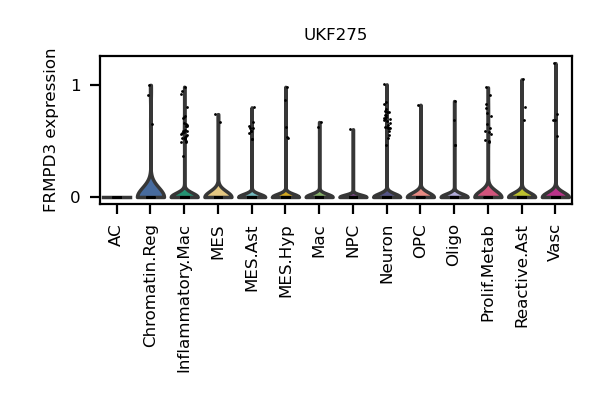 UKF275
FRMPD3 expression
1
0
AC
Chromatin.Reg
Inflammatory.Mac
MES
MES.Ast
MES.Hyp
Mac
NPC
Neuron
OPC
Oligo
Prolif.Metab
Reactive.Ast
Vasc